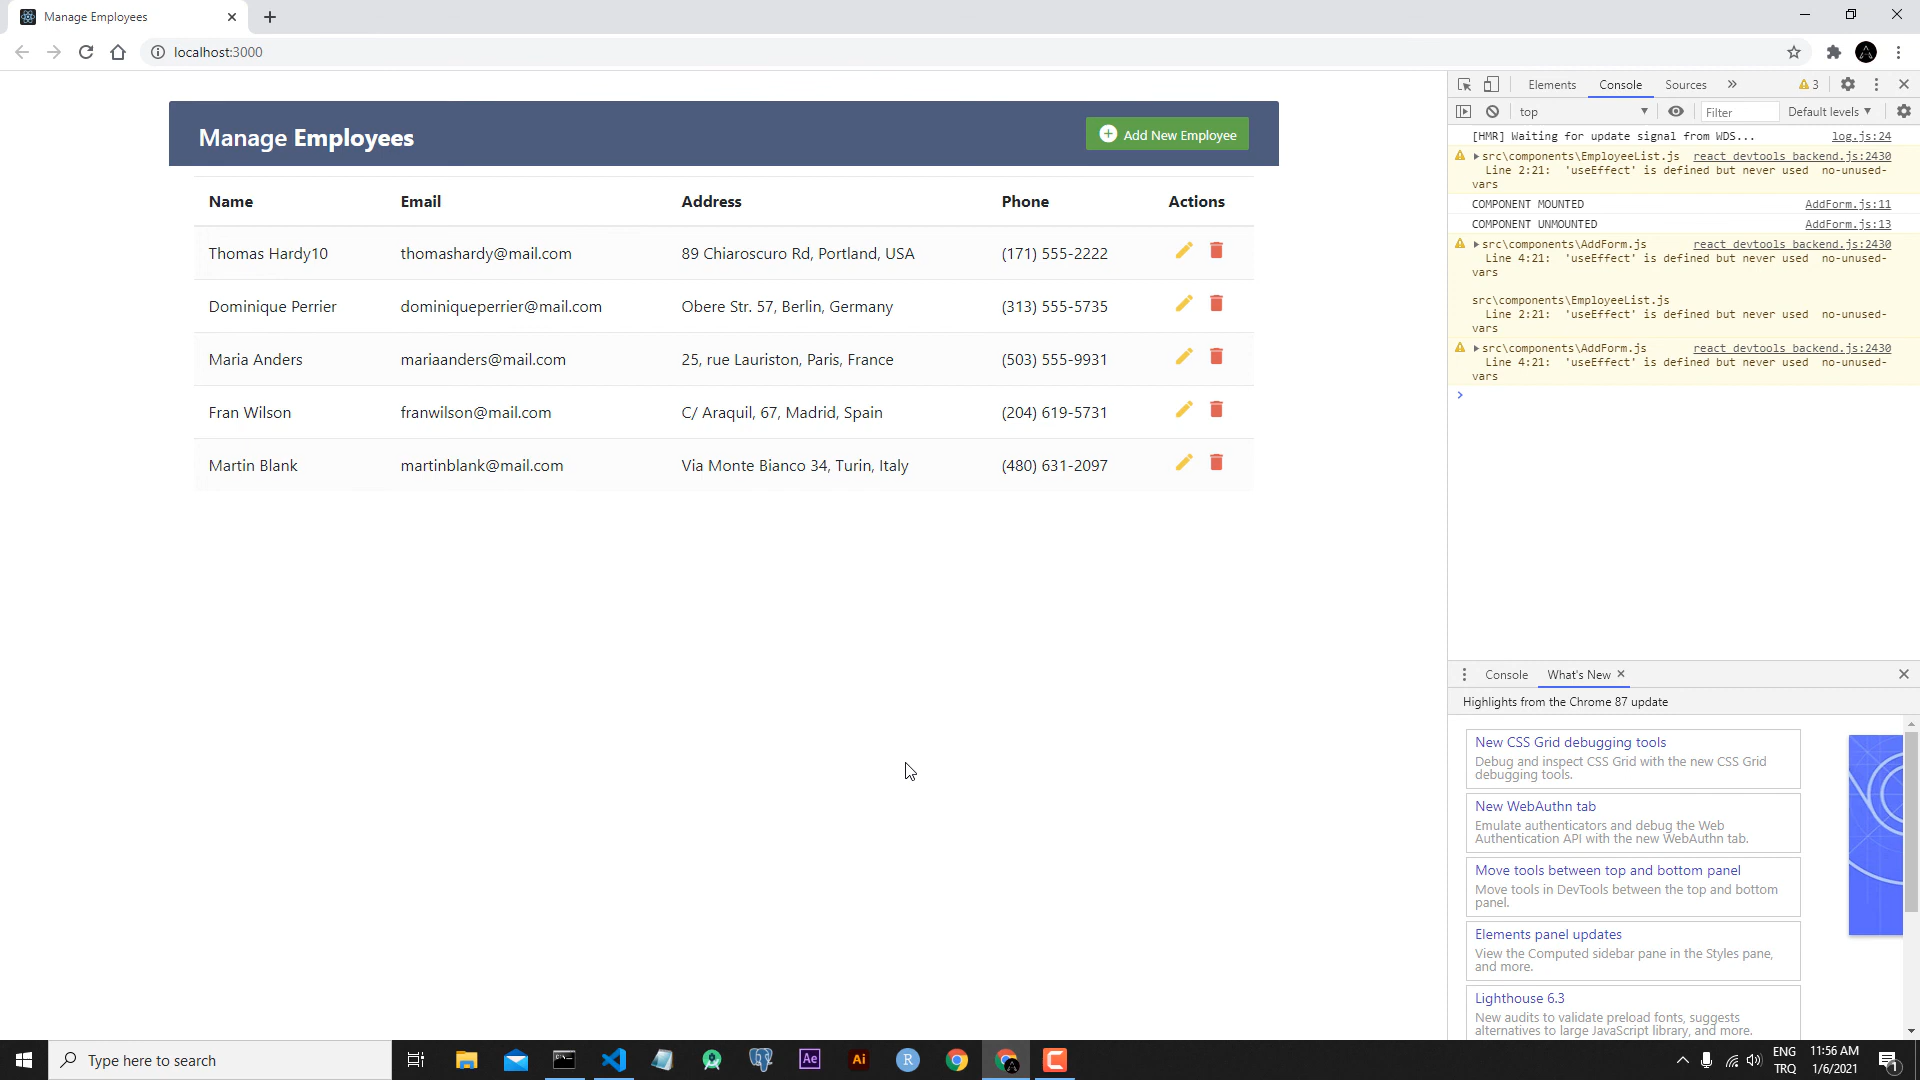 Manage Employees
localhost:3000
Manage Employees
Add New Employee
Name Email Address Phone Actions
Thomas Hardy10 thomashardy@mail.com 89 Chiaroscuro Rd, Portland, USA (171) 555-2222
Dominique Perrier dominiqueperrier@mail.com Obere Str. 57, Berlin, Germany (313) 555-5735
Maria Anders mariaanders@mail.com 25, rue Lauriston, Paris, France (503) 555-9931
Fran Wilson franwilson@mail.com C/ Araquil, 67, Madrid, Spain (204) 619-5731
Martin Blank martinblank@mail.com Via Monte Bianco 34, Turin, Italy (480) 631-2097
Elements Console Sources 3
top Filter Default levels
[HMR] Waiting for update signal from WDS... log.js:24
src\components\EmployeeList.js react_devtools_backend.js:2430
Line 2:21: 'useEffect' is defined but never used no-unused-
vars
COMPONENT MOUNTED AddForm.js:11
COMPONENT UNMOUNTED AddForm.js:13
src\components\AddForm.js react_devtools_backend.js:2430
Line 4:21: 'useEffect' is defined but never used no-unused-
vars
src\components\EmployeeList.js
Line 2:21: 'useEffect' is defined but never used no-unused-
vars
src\components\AddForm.js react_devtools_backend.js:2430
Line 4:21: 'useEffect' is defined but never used no-unused-
vars
Console What's New
Highlights from the Chrome 87 update
New CSS Grid debugging tools
Debug and inspect CSS Grid with the new CSS Grid
debugging tools.
New WebAuthn tab
Emulate authenticators and debug the Web
Authentication API with the new WebAuthn tab.
Move tools between top and bottom panel
Move tools in DevTools between the top and bottom
panel.
Elements panel updates
View the Computed sidebar pane in the Styles pane,
and more.
Lighthouse 6.3
New audits to validate preload fonts, suggests
alternatives to large JavaScript library, and more.
Type here to search
Ae
Ai
R
ENG
TRQ
11:56 AM
1/6/2021
1